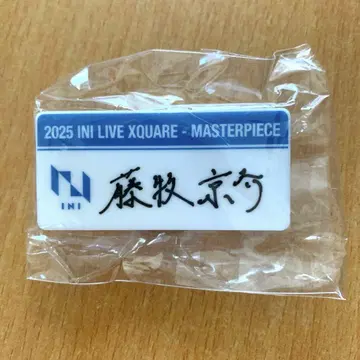 2025 INI LIVE XQUARE - MASTERPIECE
INI
藤牧 京介